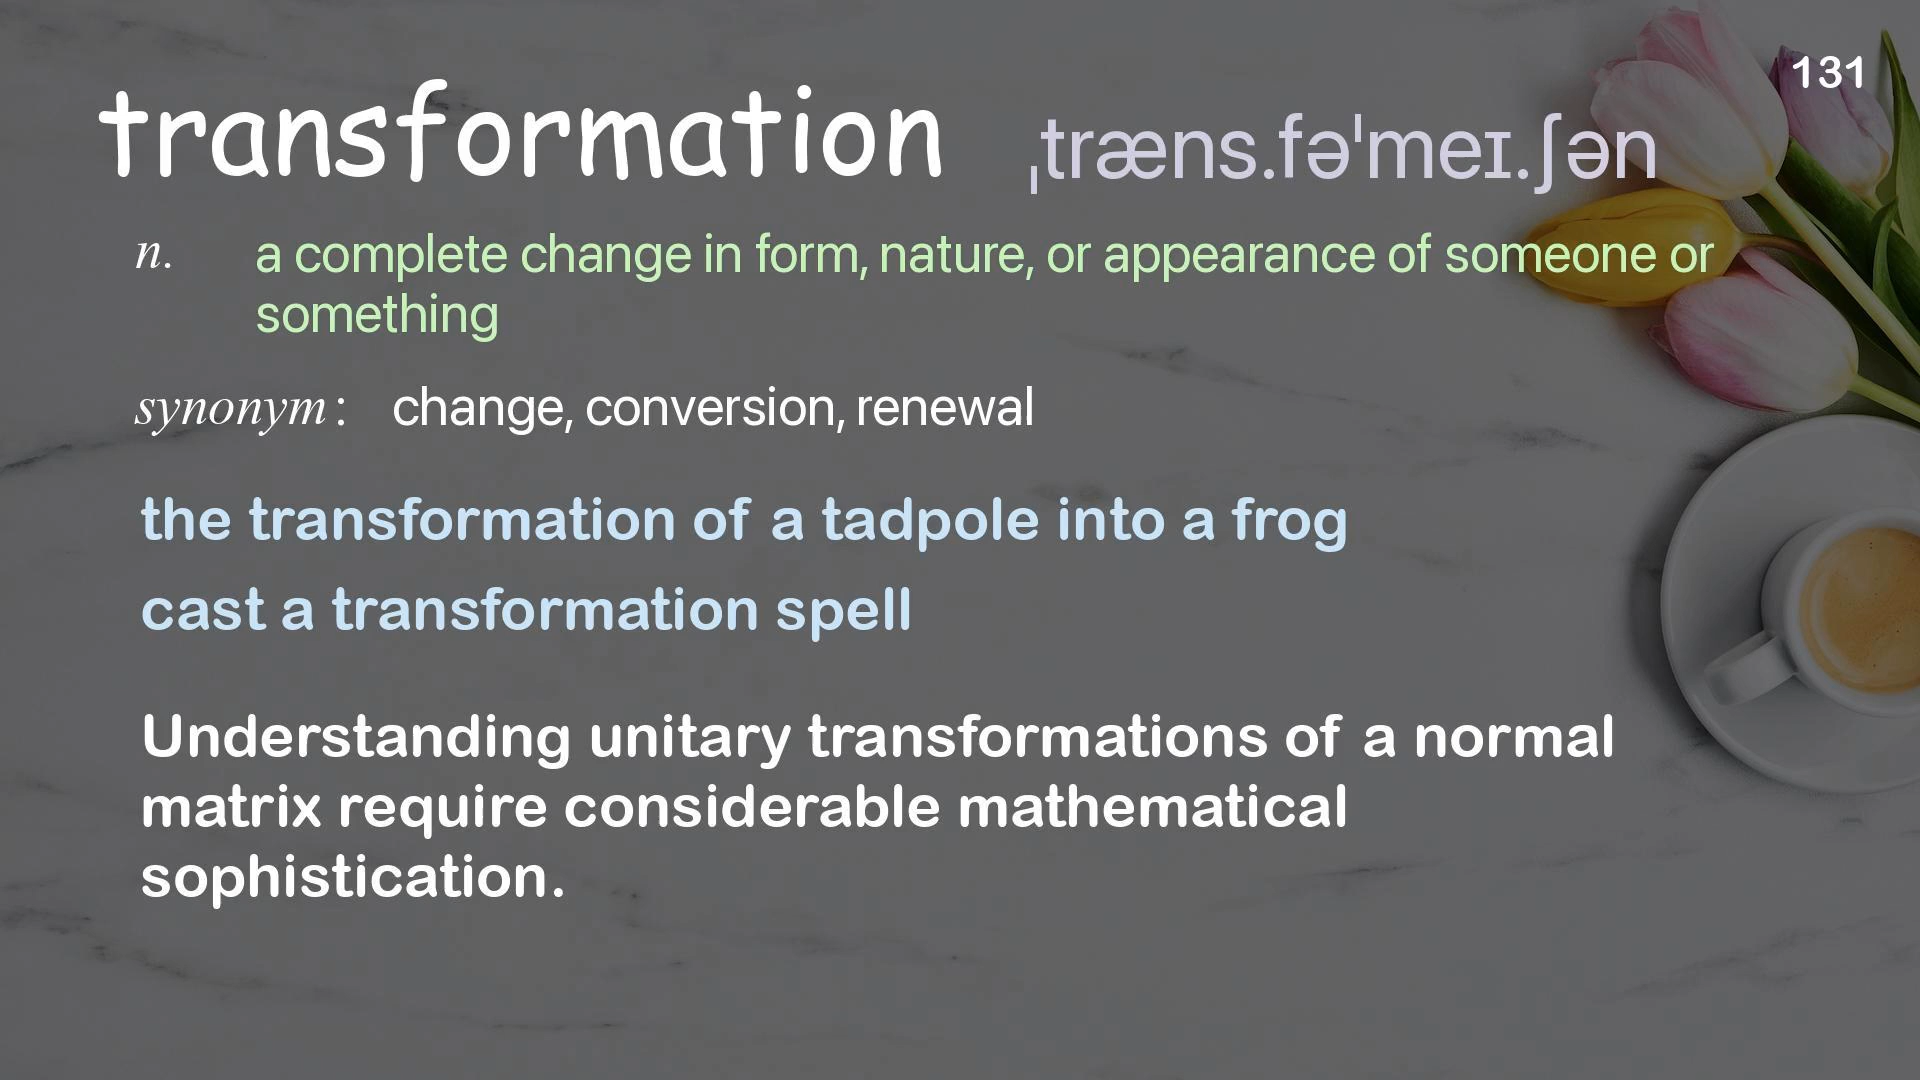 131
transformation ˌtræns.fəˈmeɪ.ʃən
n. a complete change in form, nature, or appearance of someone or
something
synonym: change, conversion, renewal
the transformation of a tadpole into a frog
cast a transformation spell
Understanding unitary transformations of a normal
matrix require considerable mathematical
sophistication.